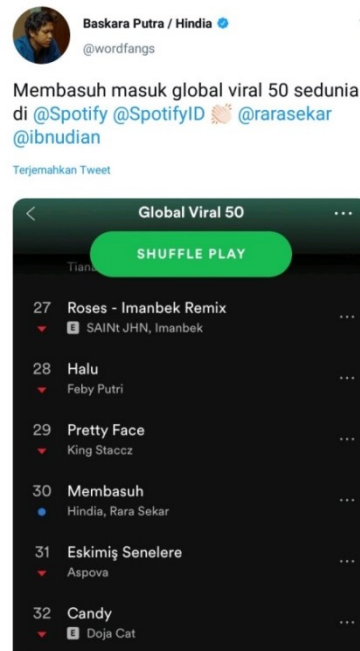 Baskara Putra / Hindia
@wordfangs
Membasuh masuk global viral 50 sedunia
di @Spotify @SpotifyID 👏🏻 @rarasekar
@ibnudian
Terjemahkan Tweet
Global Viral 50
SHUFFLE PLAY
27 Roses - Imanbek Remix
E SAINt JHN, Imanbek
28 Halu
Feby Putri
29 Pretty Face
King Staccz
30 Membasuh
Hindia, Rara Sekar
31 Eskimiş Senelere
Aspova
32 Candy
E Doja Cat